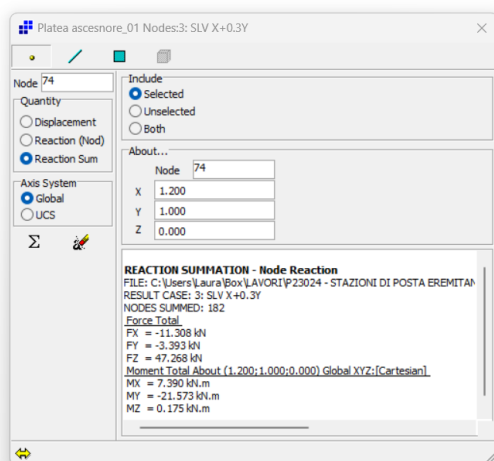 Platea ascesnore_01 Nodes:3: SLV X+0.3Y
Node 74
Quantity
Displacement
Reaction (Nod)
Reaction Sum
Axis System
Global
UCS
Σ
Include
Selected
Unselected
Both
About...
Node 74
X 1.200
Y 1.000
Z 0.000
REACTION SUMMATION - Node Reaction
FILE: C:\Users\Laura\Box\LAVORI\P23024 - STAZIONI DI POSTA EREMITAN
RESULT CASE: 3: SLV X+0.3Y
NODES SUMMED: 182
Force Total
FX = -11.308 kN
FY = -3.393 kN
FZ = 47.268 kN
Moment Total About (1.200;1.000;0.000) Global XYZ:[Cartesian]
MX = 7.390 kN.m
MY = -21.573 kN.m
MZ = 0.175 kN.m